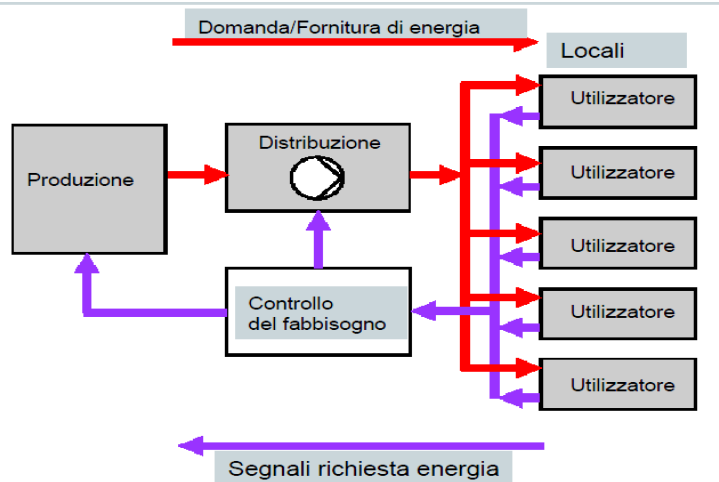 Domanda/Fornitura di energia
Locali
Utilizzatore
Distribuzione
Produzione
Utilizzatore
Utilizzatore
Controllo
del fabbisogno
Utilizzatore
Utilizzatore
Segnali richiesta energia